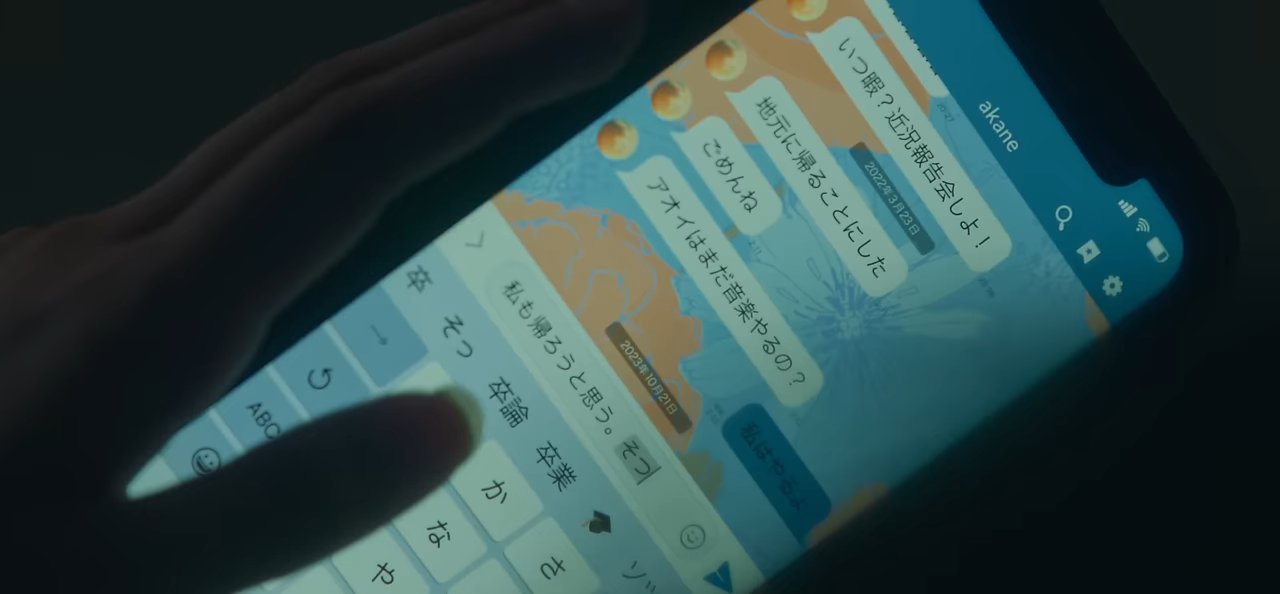 akane
いつ暇？近況報告会しよ！
2022年3月23日
地元に帰ることにした
ごめんね
アオイはまだ音楽やるの？
私はやるよ
2023年10月21日
私も帰ろうと思う。そつ
卒 そつ 卒論 卒業
→
ABC
か
さ
な
や